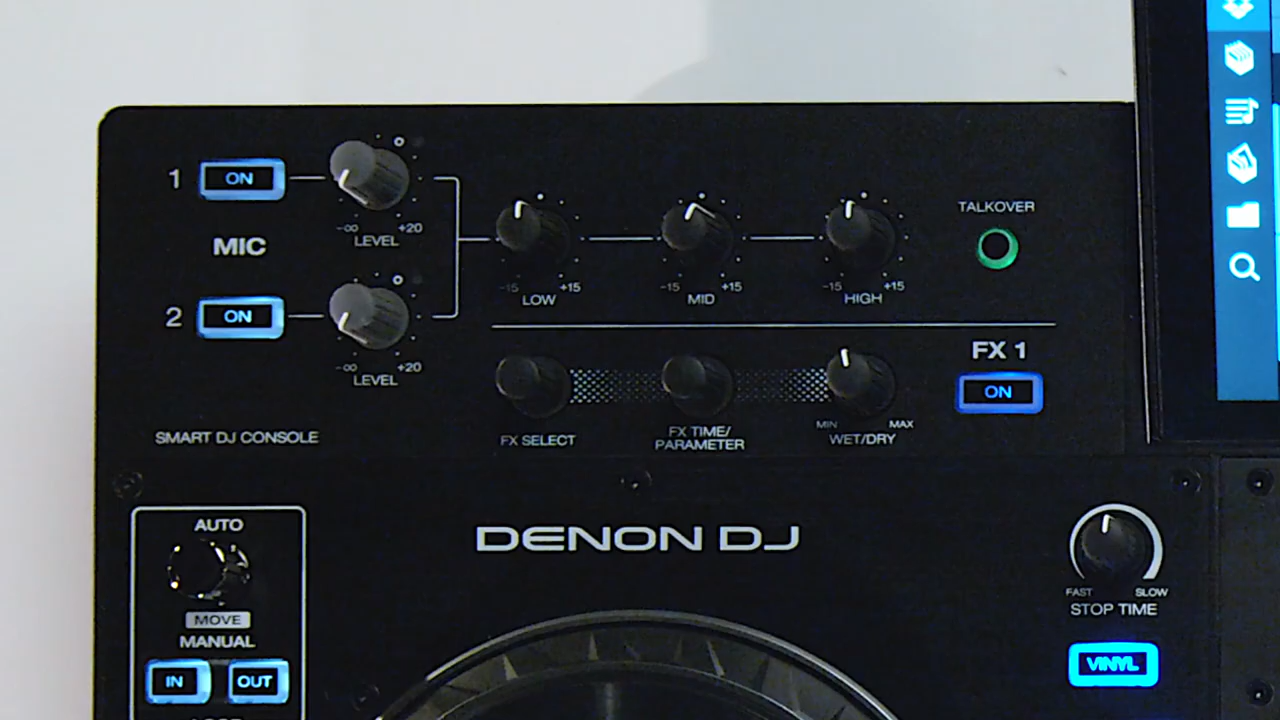 1 ON
-∞ +20
LEVEL
MIC
2 ON
-∞ +20
LEVEL
-15 +15
LOW
-15 +15
MID
-15 +15
HIGH
TALKOVER
FX 1
ON
FX SELECT
FX TIME/
PARAMETER
MIN MAX
WET/DRY
SMART DJ CONSOLE
DENON DJ
AUTO
MOVE
MANUAL
IN OUT
FAST SLOW
STOP TIME
VINYL